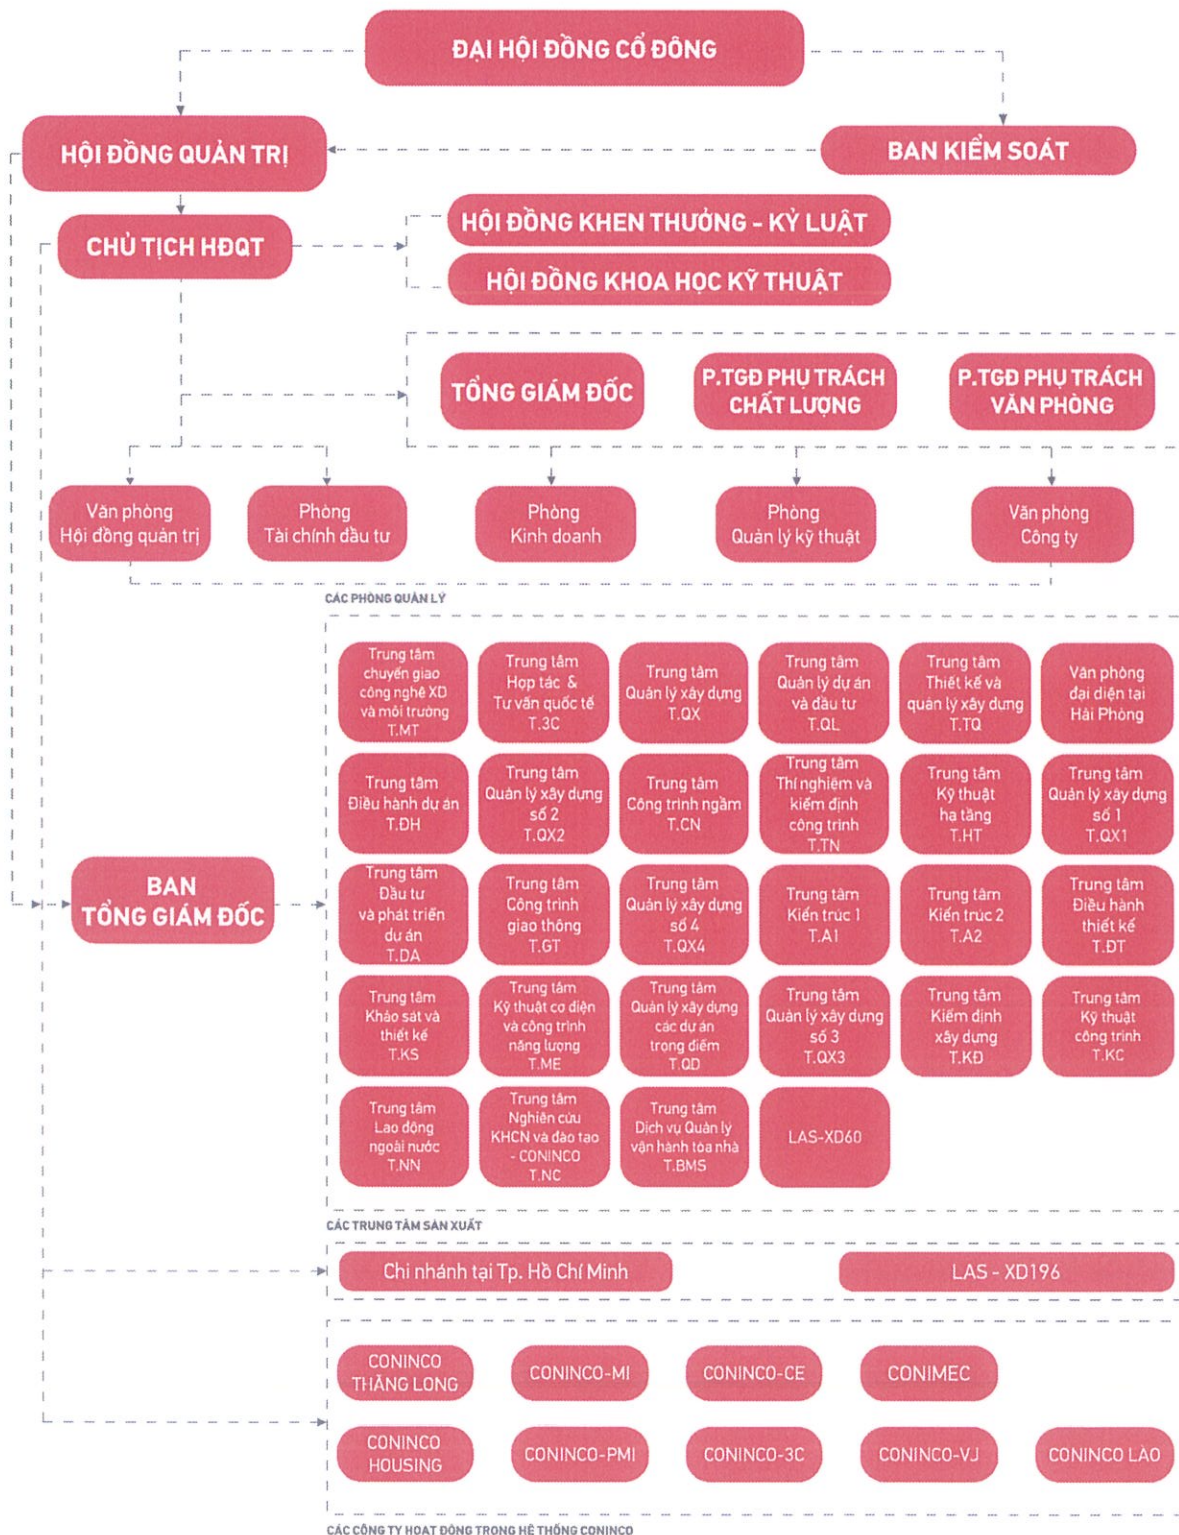 ĐẠI HỘI ĐỒNG CỔ ĐÔNG
HỘI ĐỒNG QUẢN TRỊ
BAN KIỂM SOÁT
CHỦ TỊCH HĐQT
HỘI ĐỒNG KHEN THƯỞNG - KỶ LUẬT
HỘI ĐỒNG KHOA HỌC KỸ THUẬT
TỔNG GIÁM ĐỐC
P.TGĐ PHỤ TRÁCH
CHẤT LƯỢNG
P.TGĐ PHỤ TRÁCH
VĂN PHÒNG
Văn phòng
Hội đồng quản trị
Phòng
Tài chính đầu tư
Phòng
Kinh doanh
Phòng
Quản lý kỹ thuật
Văn phòng
Công ty
CÁC PHÒNG QUẢN LÝ
Trung tâm
chuyển giao
công nghệ XD
và môi trường
T.MT
Trung tâm
Hợp tác &
Tư vấn quốc tế
T.3C
Trung tâm
Quản lý xây dựng
T.QX
Trung tâm
Quản lý dự án
và đầu tư
T.QL
Trung tâm
Thiết kế và
quản lý xây dựng
T.TQ
Văn phòng
đại diện tại
Hải Phòng
Trung tâm
Điều hành dự án
T.ĐH
Trung tâm
Quản lý xây dựng
số 2
T.QX2
Trung tâm
Công trình ngầm
T.CN
Trung tâm
Thí nghiệm và
kiểm định
công trình
T.TN
Trung tâm
Kỹ thuật
hạ tầng
T.HT
Trung tâm
Quản lý xây dựng
số 1
T.QX1
BAN
TỔNG GIÁM ĐỐC
Trung tâm
Đầu tư
và phát triển
dự án
T.DA
Trung tâm
Công trình
giao thông
T.GT
Trung tâm
Quản lý xây dựng
số 4
T.QX4
Trung tâm
Kiến trúc 1
T.A1
Trung tâm
Kiến trúc 2
T.A2
Trung tâm
Điều hành
thiết kế
T.ĐT
Trung tâm
Khảo sát và
thiết kế
T.KS
Trung tâm
Kỹ thuật cơ điện
và công trình
năng lượng
T.ME
Trung tâm
Quản lý xây dựng
các dự án
trọng điểm
T.QD
Trung tâm
Quản lý xây dựng
số 3
T.QX3
Trung tâm
Kiểm định
xây dựng
T.KĐ
Trung tâm
Kỹ thuật
công trình
T.KC
Trung tâm
Lao động
ngoài nước
T.NN
Trung tâm
Nghiên cứu
KHCN và đào tạo
- CONINCO
T.NC
Trung tâm
Dịch vụ Quản lý
vận hành tòa nhà
T.BMS
LAS-XD60
CÁC TRUNG TÂM SẢN XUẤT
Chi nhánh tại Tp. Hồ Chí Minh
LAS - XD196
CONINCO
THĂNG LONG
CONINCO-MI
CONINCO-CE
CONIMEC
CONINCO
HOUSING
CONINCO-PMI
CONINCO-3C
CONINCO-VJ
CONINCO LÀO
CÁC CÔNG TY HOẠT ĐỘNG TRONG HỆ THỐNG CONINCO